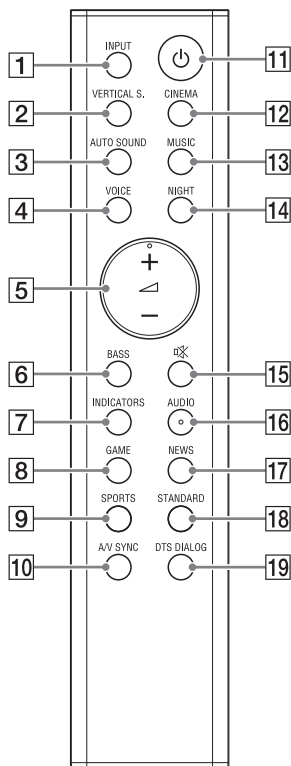 INPUT
1
11
VERTICAL S. CINEMA
2
12
AUTO SOUND MUSIC
3
13
VOICE NIGHT
4
14
+
5
−
BASS
6
15
INDICATORS AUDIO
7
16
GAME NEWS
8
17
SPORTS STANDARD
9
18
A/V SYNC DTS DIALOG
10
19